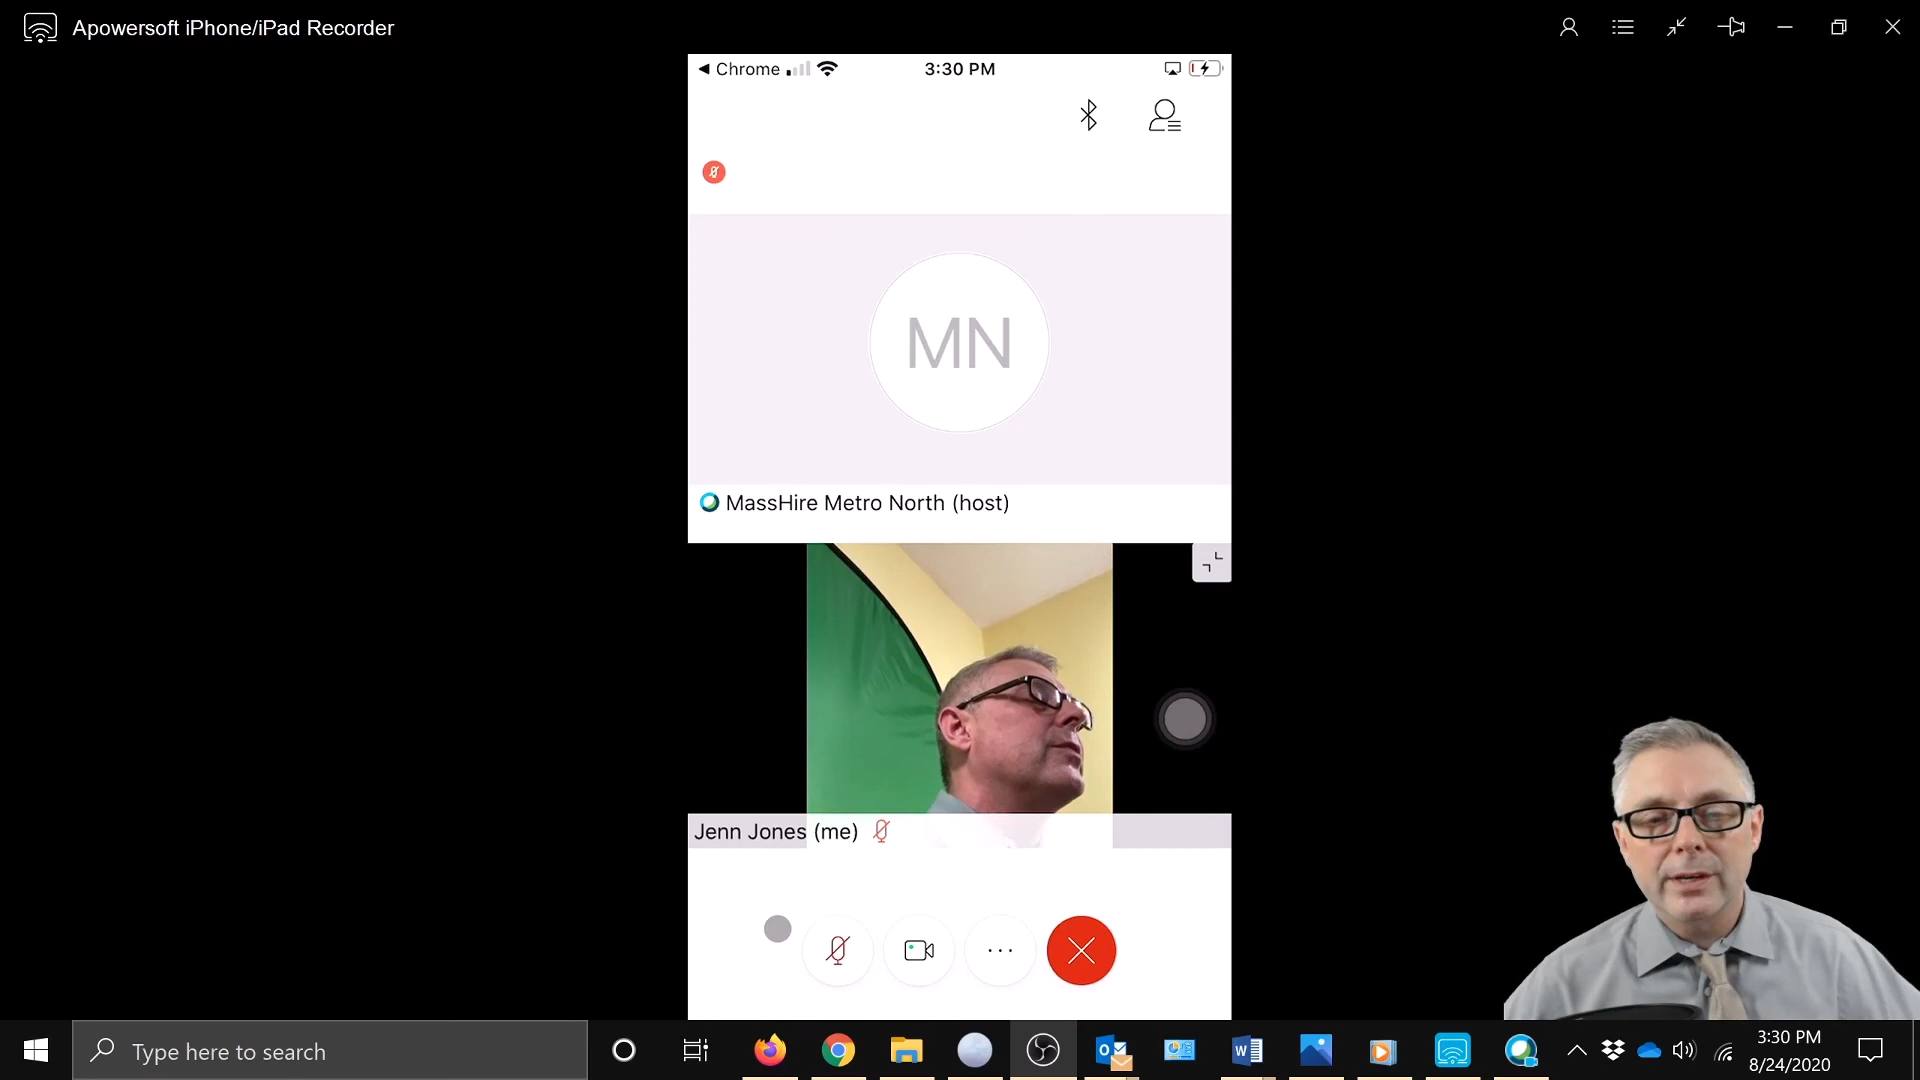 Apowersoft iPhone/iPad Recorder
Chrome
3:30 PM
MN
MassHire Metro North (host)
Jenn Jones (me)
Type here to search
3:30 PM
8/24/2020